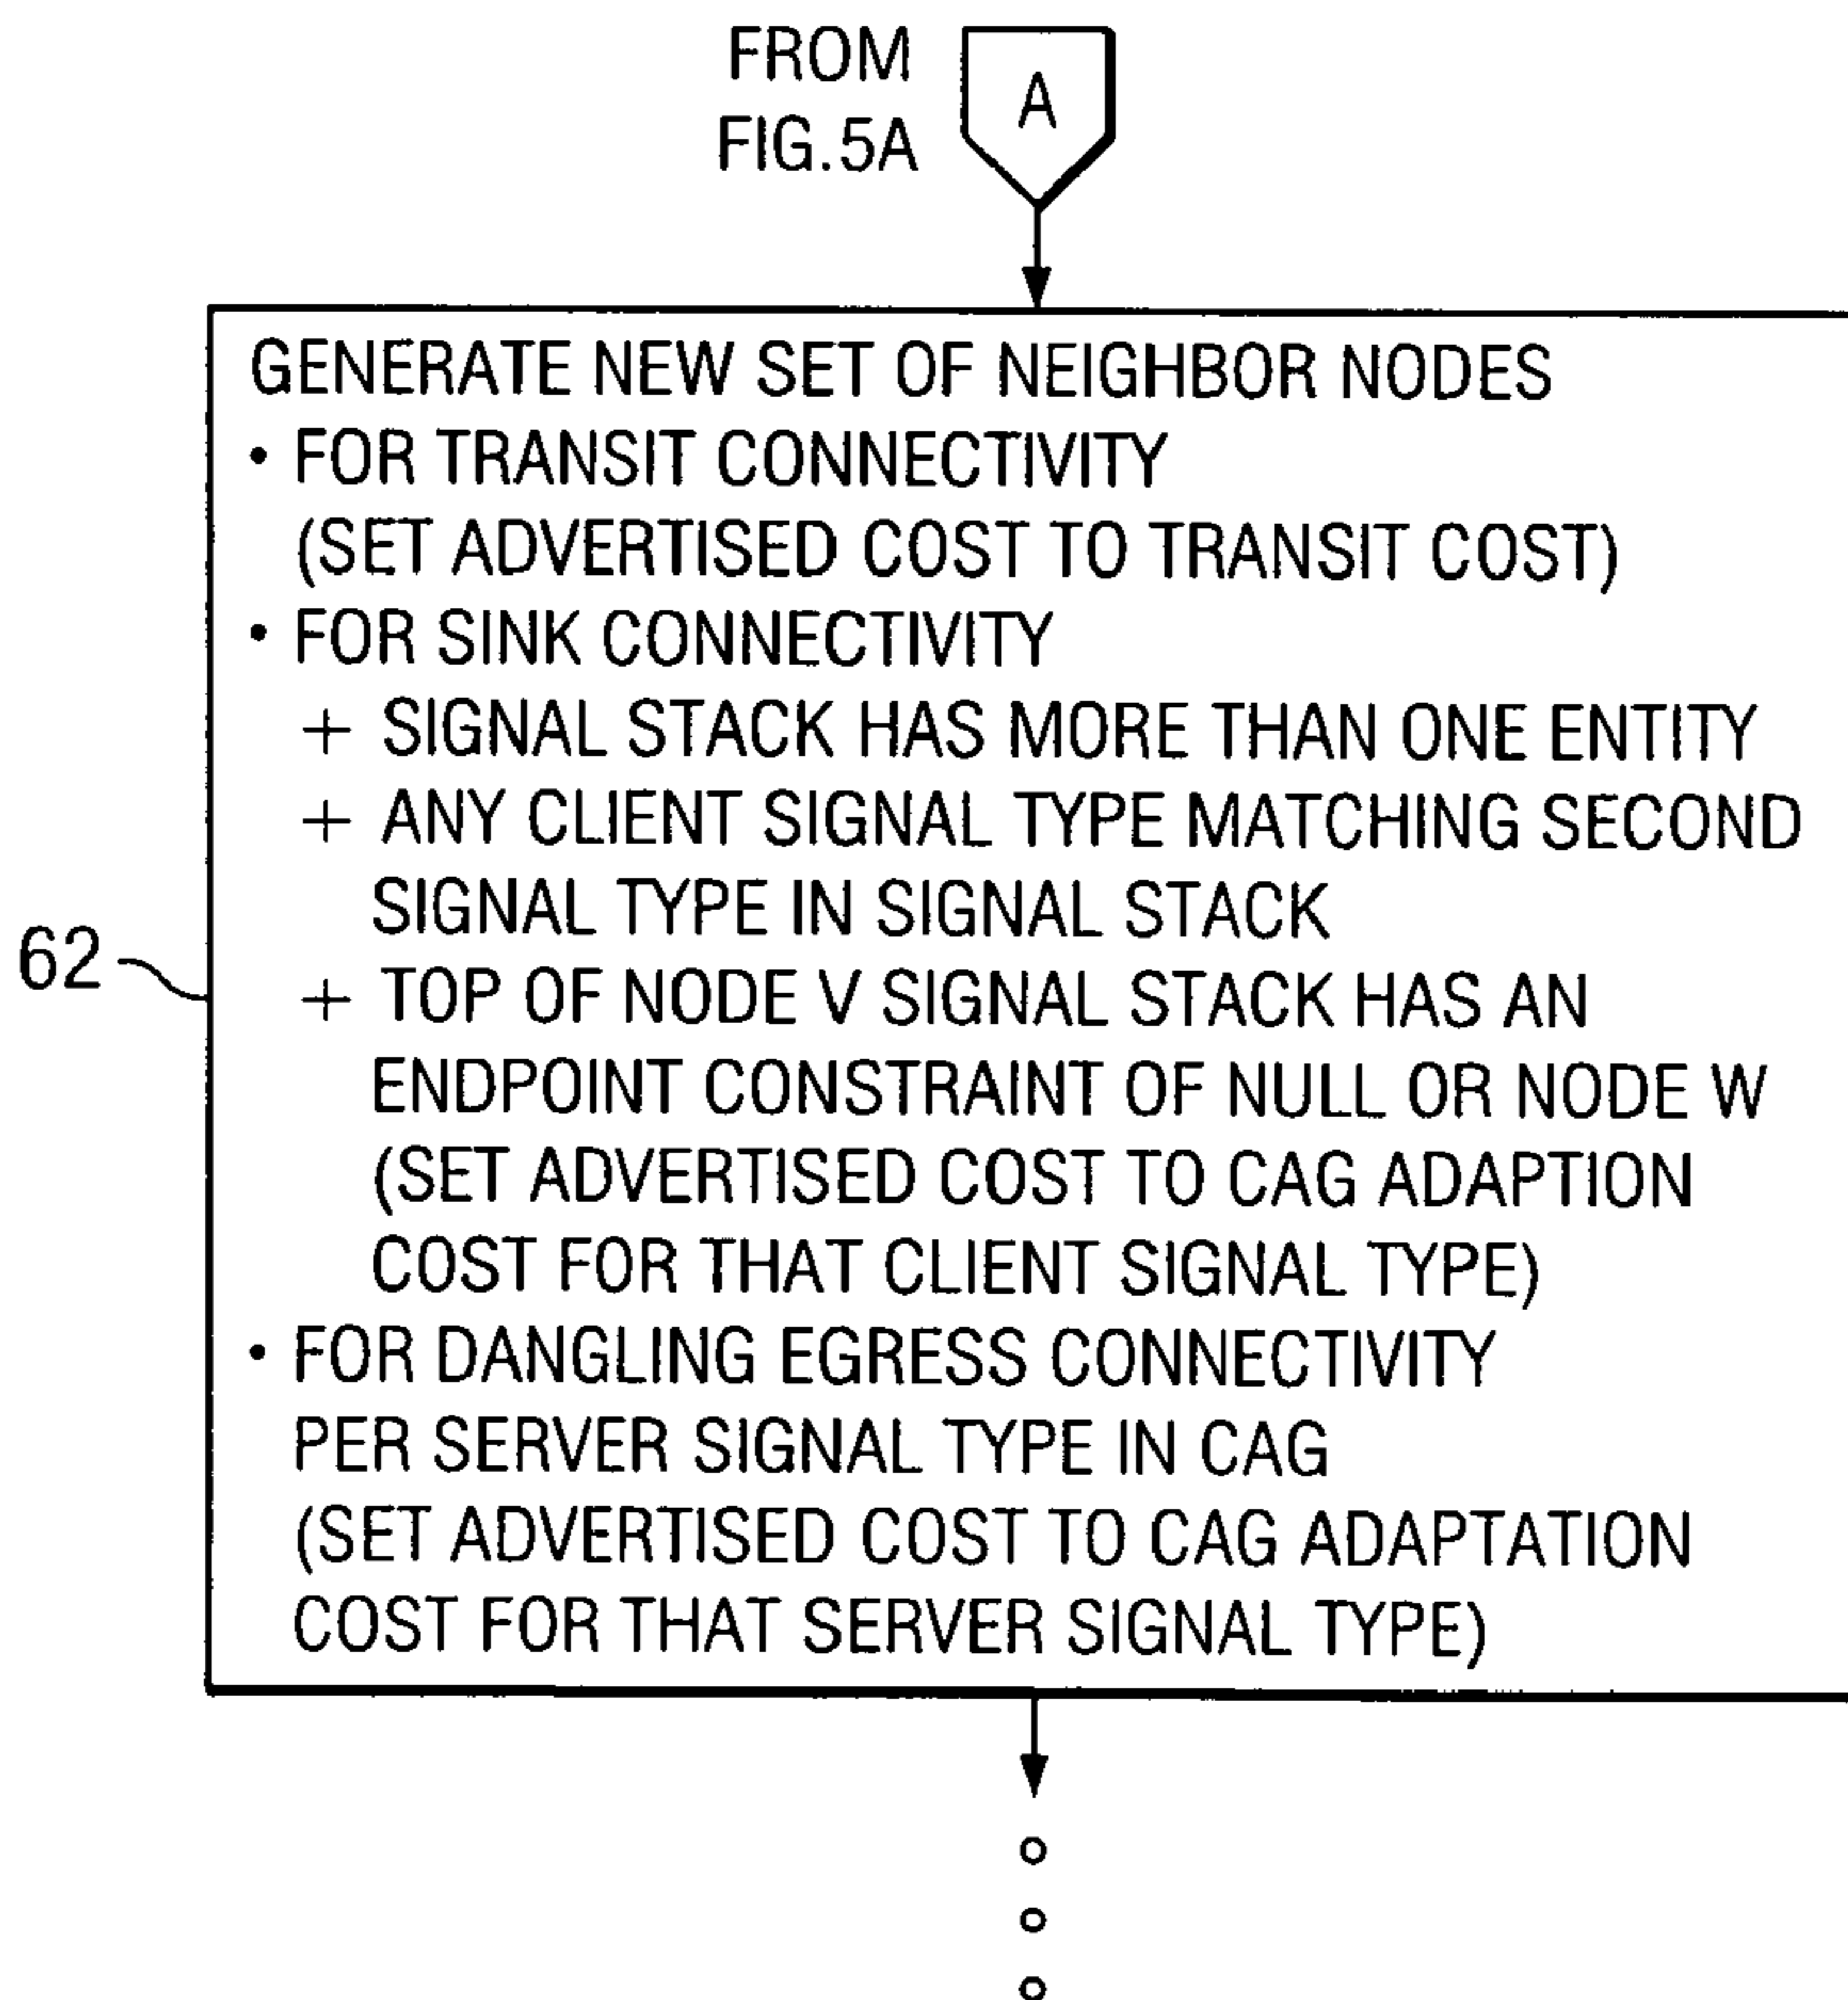 FROM
FIG.5A
A
GENERATE NEW SET OF NEIGHBOR NODES
• FOR TRANSIT CONNECTIVITY
(SET ADVERTISED COST TO TRANSIT COST)
• FOR SINK CONNECTIVITY
+ SIGNAL STACK HAS MORE THAN ONE ENTITY
+ ANY CLIENT SIGNAL TYPE MATCHING SECOND
SIGNAL TYPE IN SIGNAL STACK
+ TOP OF NODE V SIGNAL STACK HAS AN
ENDPOINT CONSTRAINT OF NULL OR NODE W
(SET ADVERTISED COST TO CAG ADAPTION
COST FOR THAT CLIENT SIGNAL TYPE)
• FOR DANGLING EGRESS CONNECTIVITY
PER SERVER SIGNAL TYPE IN CAG
(SET ADVERTISED COST TO CAG ADAPTATION
COST FOR THAT SERVER SIGNAL TYPE)
62